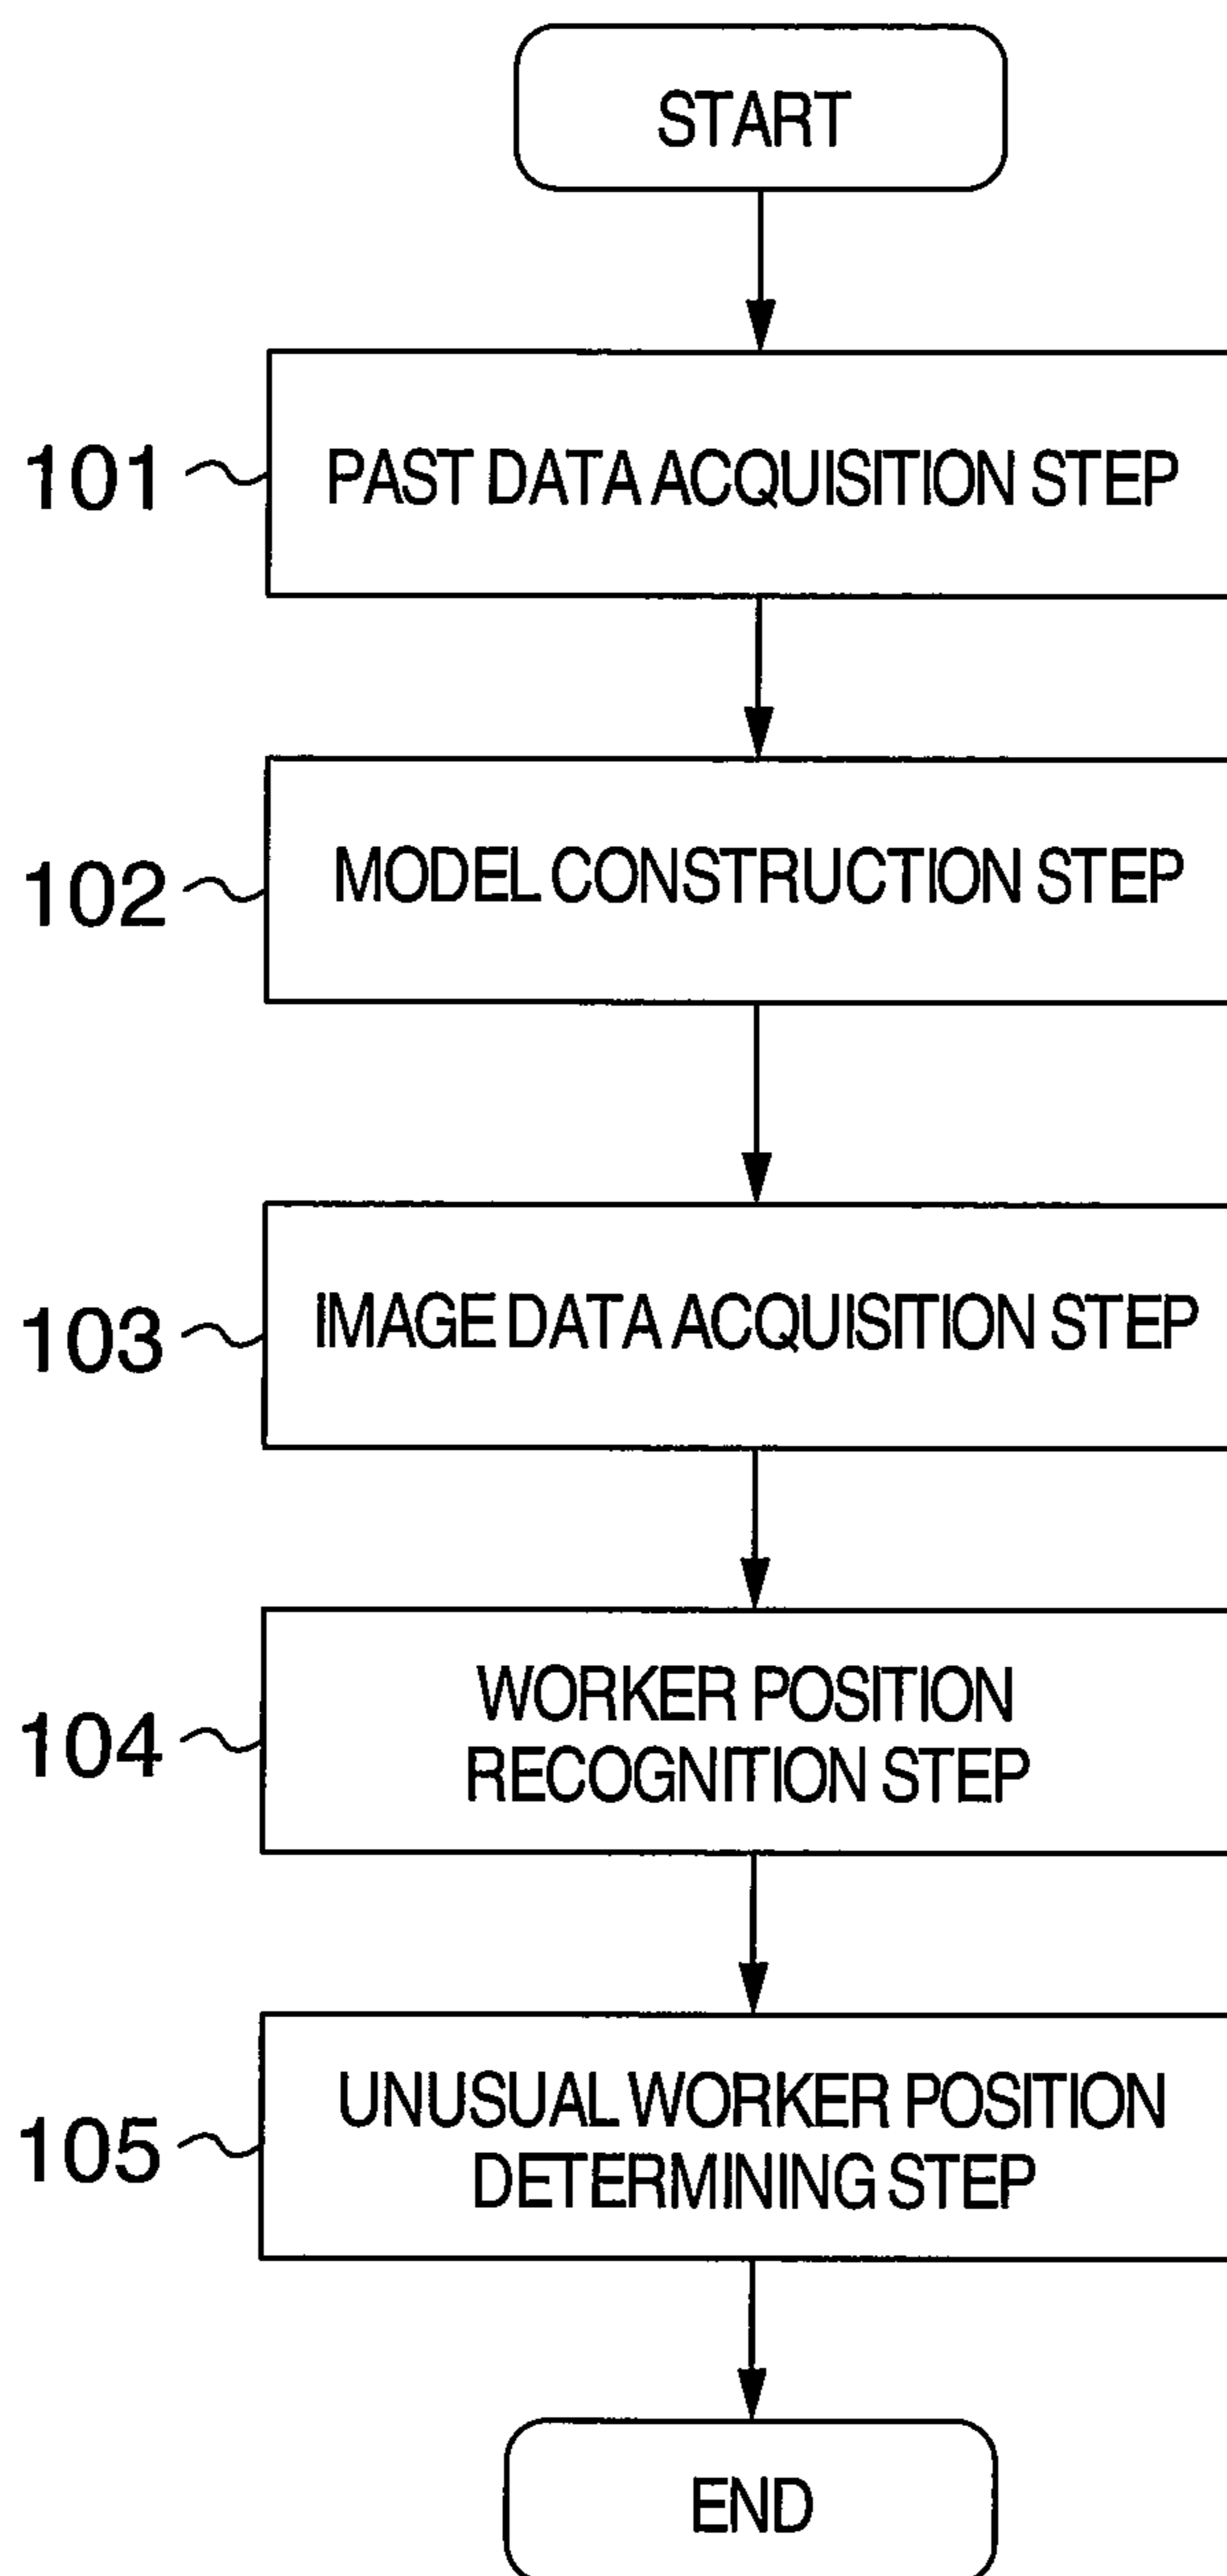 START
101
PAST DATA ACQUISITION STEP
102
MODEL CONSTRUCTION STEP
103
IMAGE DATA ACQUISITION STEP
104
WORKER POSITION
RECOGNITION STEP
105
UNUSUAL WORKER POSITION
DETERMINING STEP
END